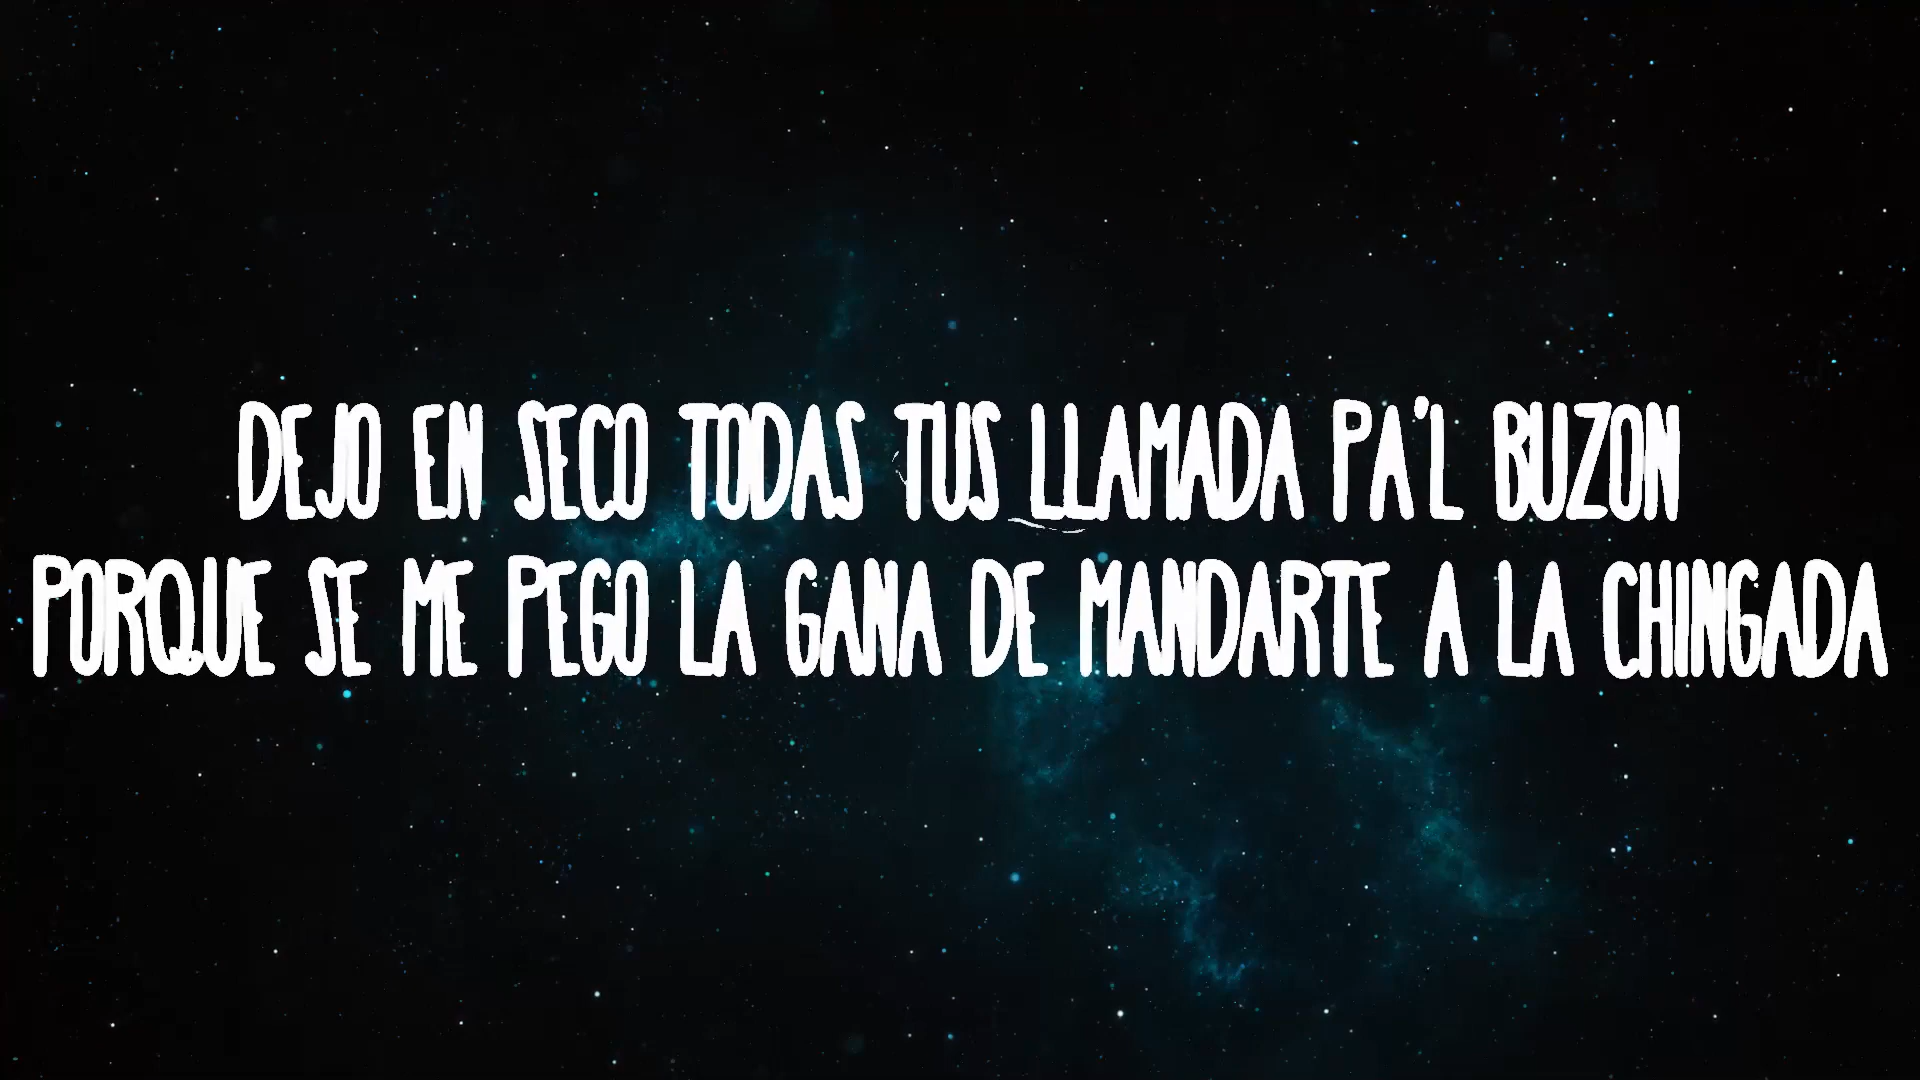 DEJO EN SECO TODAS TUS LLAMADA PA'L BUZON
PORQUE SE ME PEGO LA GANA DE MANDARTE A LA CHINGADA